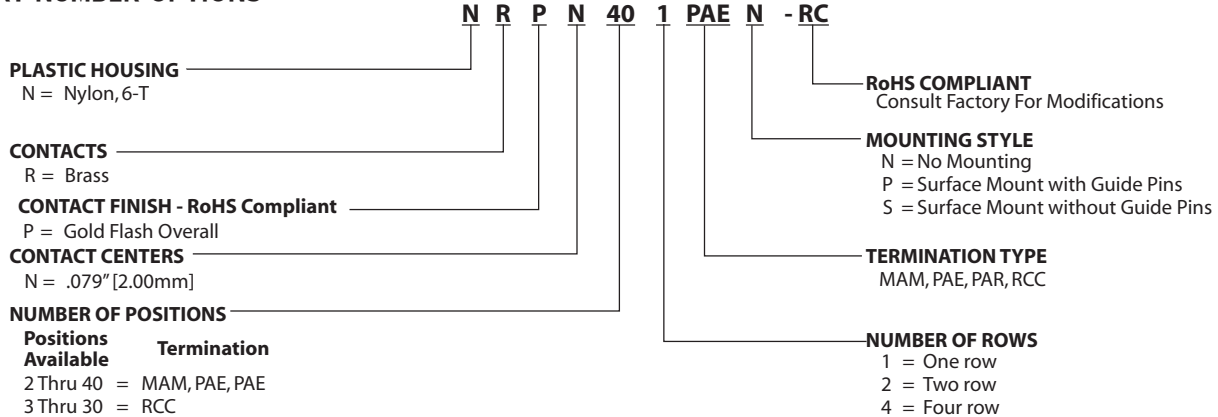 N R P N 40 1 PAE N - RC
PLASTIC HOUSING
N = Nylon, 6-T
CONTACTS
R = Brass
CONTACT FINISH - RoHS Compliant
P = Gold Flash Overall
CONTACT CENTERS
N = .079" [2.00mm]
NUMBER OF POSITIONS
Positions Available Termination
2 Thru 40 = MAM, PAE, PAE
3 Thru 30 = RCC
RoHS COMPLIANT
Consult Factory For Modifications
MOUNTING STYLE
N = No Mounting
P = Surface Mount with Guide Pins
S = Surface Mount without Guide Pins
TERMINATION TYPE
MAM, PAE, PAR, RCC
NUMBER OF ROWS
1 = One row
2 = Two row
4 = Four row